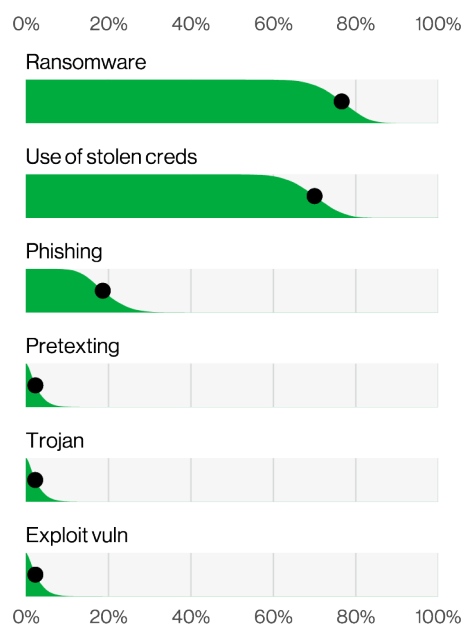 0% 20% 40% 60% 80% 100%
Ransomware
Use of stolen creds
Phishing
Pretexting
Trojan
Exploit vuln
0% 20% 40% 60% 80% 100%